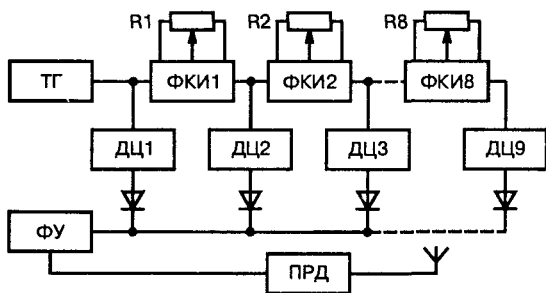 R1 R2 R8
ТГ ФКИ1 ФКИ2 ФКИ8
ДЦ1 ДЦ2 ДЦ3 ДЦ9
ФУ
ПРД